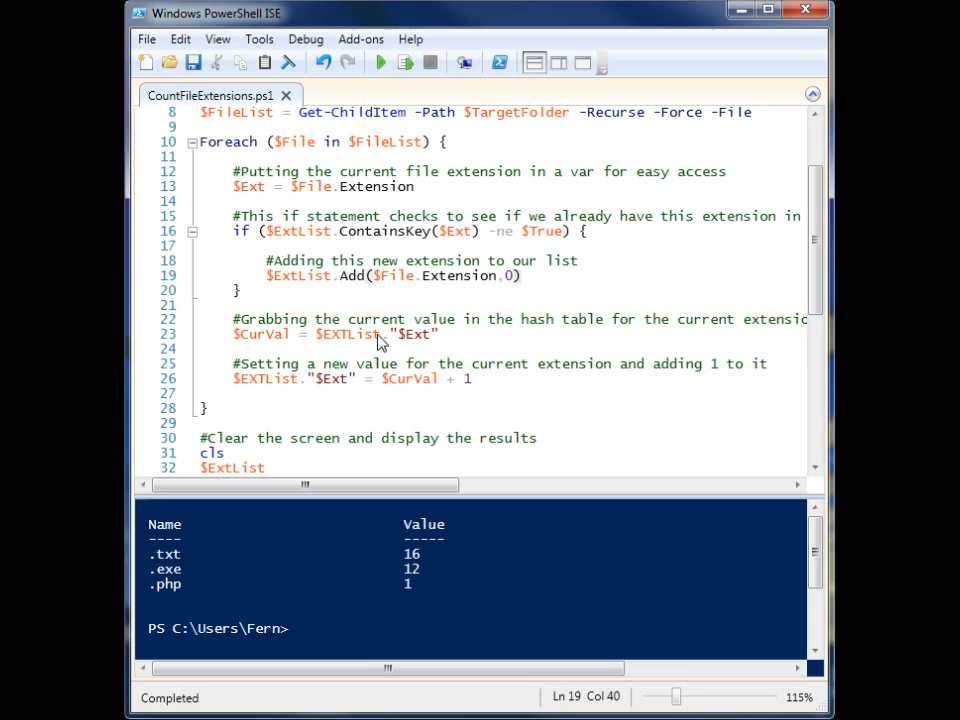 Windows PowerShell ISE
File Edit View Tools Debug Add-ons Help
CountFileExtensions.ps1
8 $FileList = Get-ChildItem -Path $TargetFolder -Recurse -Force -File
9
10 Foreach ($File in $FileList) {
11
12 #Putting the current file extension in a var for easy access
13 $Ext = $File.Extension
14
15 #This if statement checks to see if we already have this extension in
16 if ($ExtList.ContainsKey($Ext) -ne $True) {
17
18 #Adding this new extension to our list
19 $ExtList.Add($File.Extension,0)
20 }
21
22 #Grabbing the current value in the hash table for the current extensio
23 $CurVal = $EXTList."$Ext"
24
25 #Setting a new value for the current extension and adding 1 to it
26 $EXTList."$Ext" = $CurVal + 1
27
28 }
29
30 #Clear the screen and display the results
31 cls
32 $ExtList
Name Value
---- -----
.txt 16
.exe 12
.php 1
PS C:\Users\Fern>
Completed Ln 19 Col 40 115%